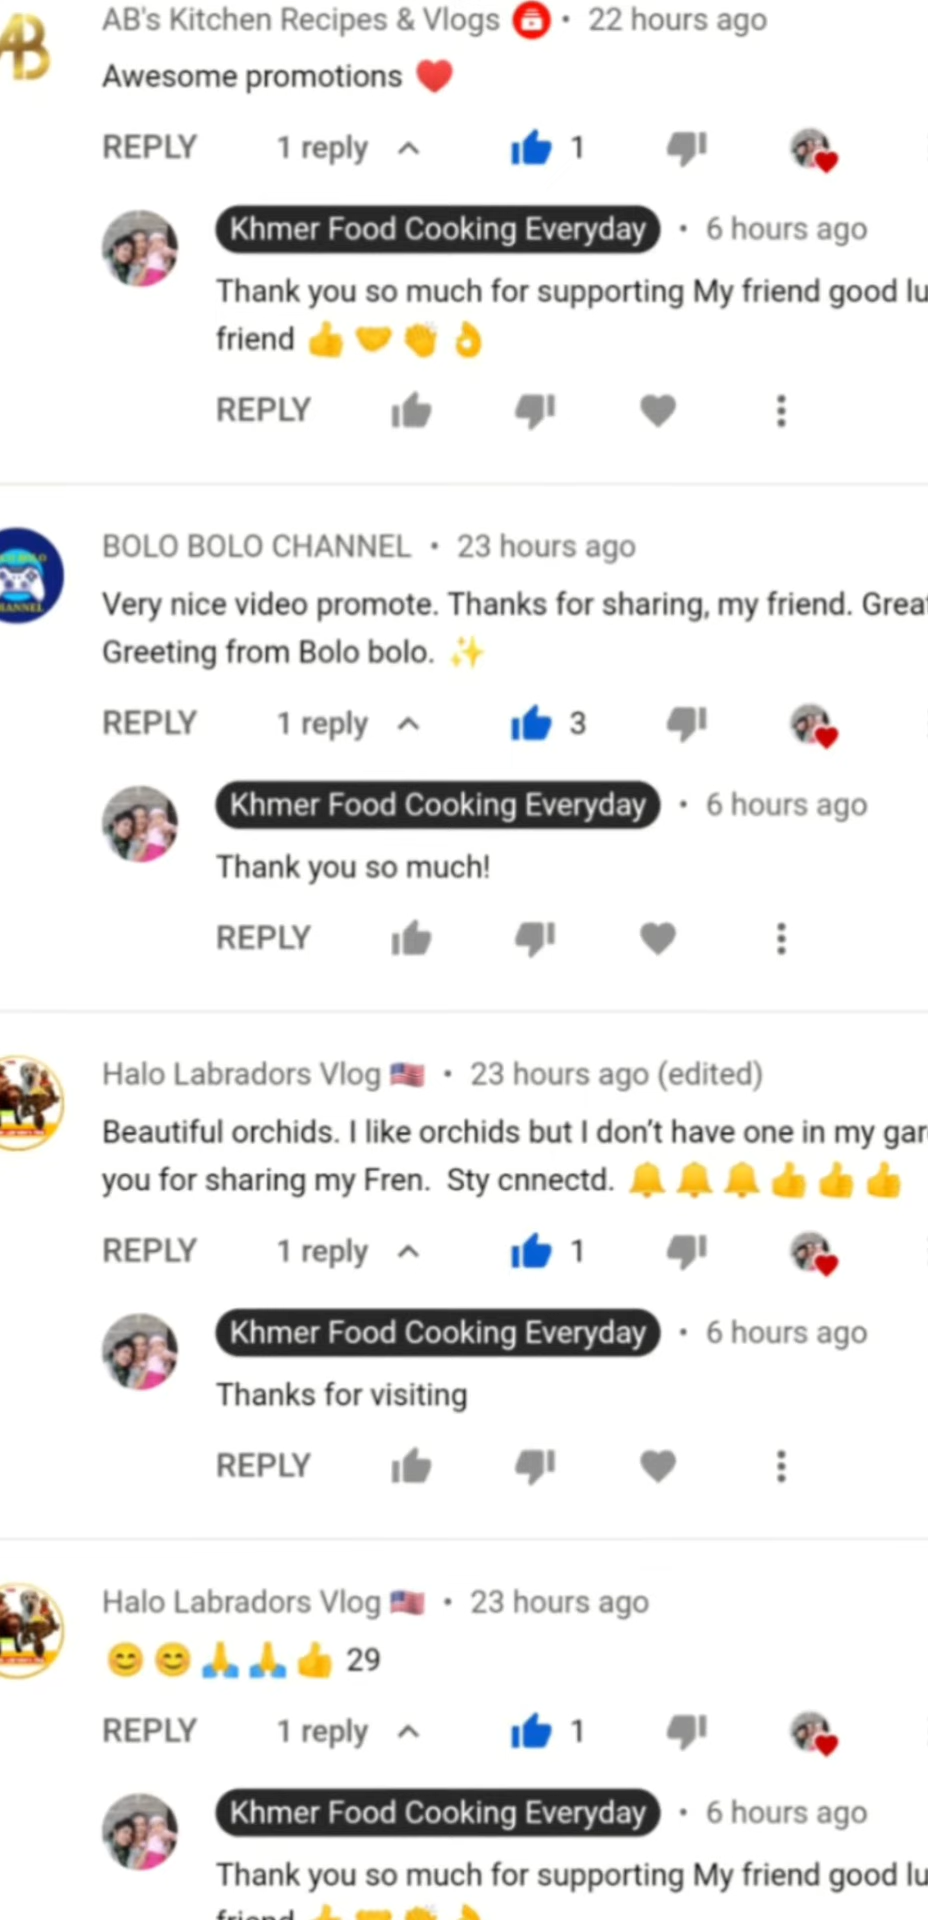 AB's Kitchen Recipes & Vlogs • 22 hours ago
Awesome promotions ❤️
REPLY 1 reply 1
Khmer Food Cooking Everyday • 6 hours ago
Thank you so much for supporting My friend good lu
friend 👍🤝👏👌
REPLY
BOLO BOLO CHANNEL • 23 hours ago
Very nice video promote. Thanks for sharing, my friend. Great
Greeting from Bolo bolo. ✨
REPLY 1 reply 3
Khmer Food Cooking Everyday • 6 hours ago
Thank you so much!
REPLY
Halo Labradors Vlog 🇺🇸 • 23 hours ago (edited)
Beautiful orchids. I like orchids but I don’t have one in my gar
you for sharing my Fren. Sty cnnectd. 🔔🔔🔔👍👍👍
REPLY 1 reply 1
Khmer Food Cooking Everyday • 6 hours ago
Thanks for visiting
REPLY
Halo Labradors Vlog 🇺🇸 • 23 hours ago
😊😊🙏🙏👍 29
REPLY 1 reply 1
Khmer Food Cooking Everyday • 6 hours ago
Thank you so much for supporting My friend good lu
friend 👍🤝👏👌